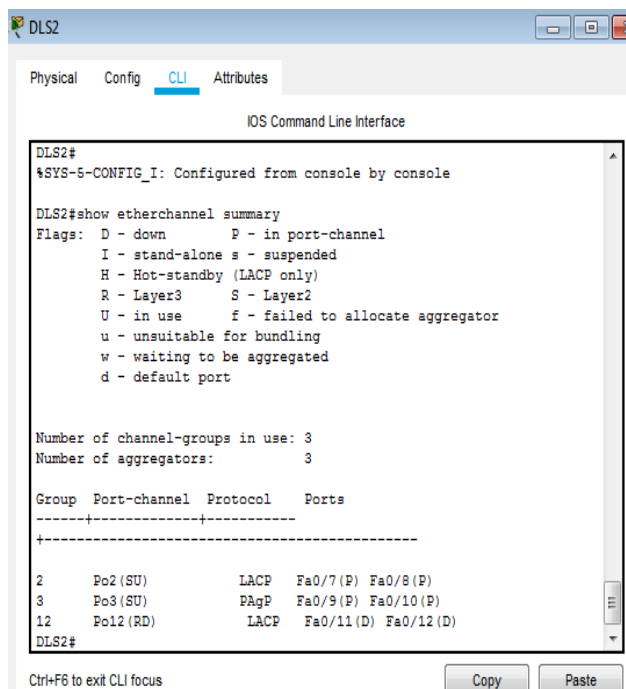 DLS2
Physical Config CLI Attributes
IOS Command Line Interface
DLS2#
%SYS-5-CONFIG_I: Configured from console by console
DLS2#show etherchannel summary
Flags:  D - down        P - in port-channel
        I - stand-alone s - suspended
        H - Hot-standby (LACP only)
        R - Layer3      S - Layer2
        U - in use      f - failed to allocate aggregator
        u - unsuitable for bundling
        w - waiting to be aggregated
        d - default port
Number of channel-groups in use: 3
Number of aggregators:           3
Group  Port-channel  Protocol    Ports
------+-------------+-----------
+----------------------------------------------
2      Po2(SU)           LACP   Fa0/7(P) Fa0/8(P)
3      Po3(SU)           PAgP   Fa0/9(P) Fa0/10(P)
12     Po12(RD)           LACP   Fa0/11(D) Fa0/12(D)
DLS2#
Ctrl+F6 to exit CLI focus
Copy Paste